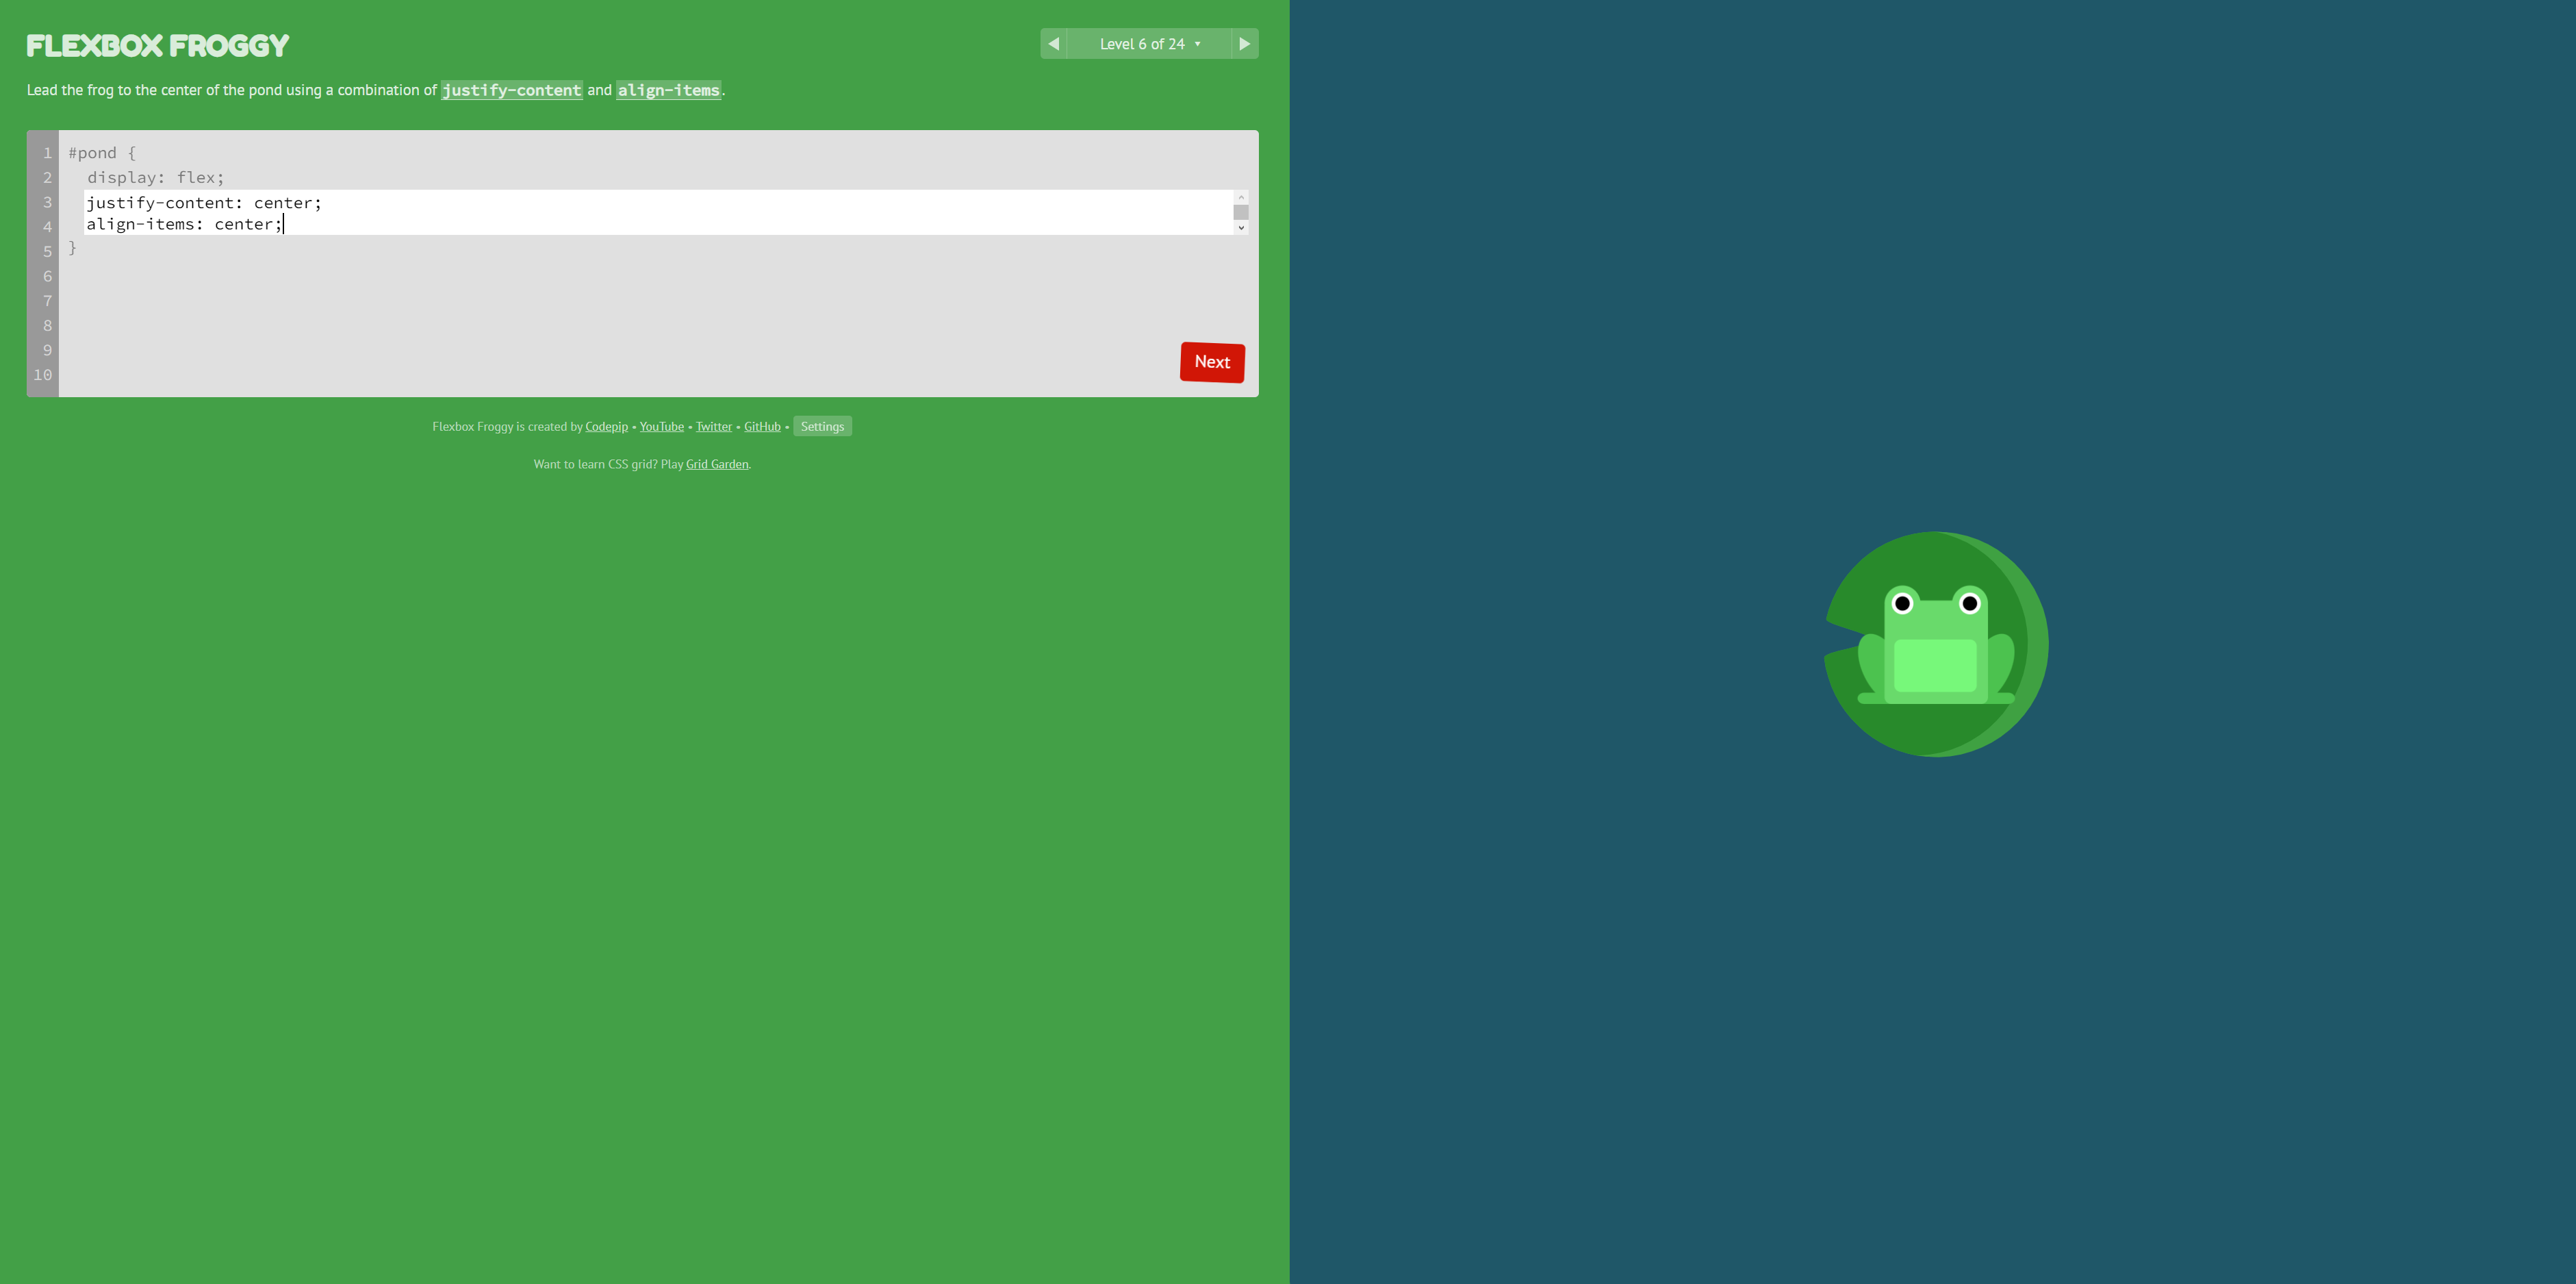 FLEXBOX FROGGY
Level 6 of 24
Lead the frog to the center of the pond using a combination of justify-content and align-items.
1 #pond {
2 display: flex;
3 justify-content: center;
4 align-items: center;
5 }
6
7
8
9
10
Next
Flexbox Froggy is created by Codepip • YouTube • Twitter • GitHub • Settings
Want to learn CSS grid? Play Grid Garden.